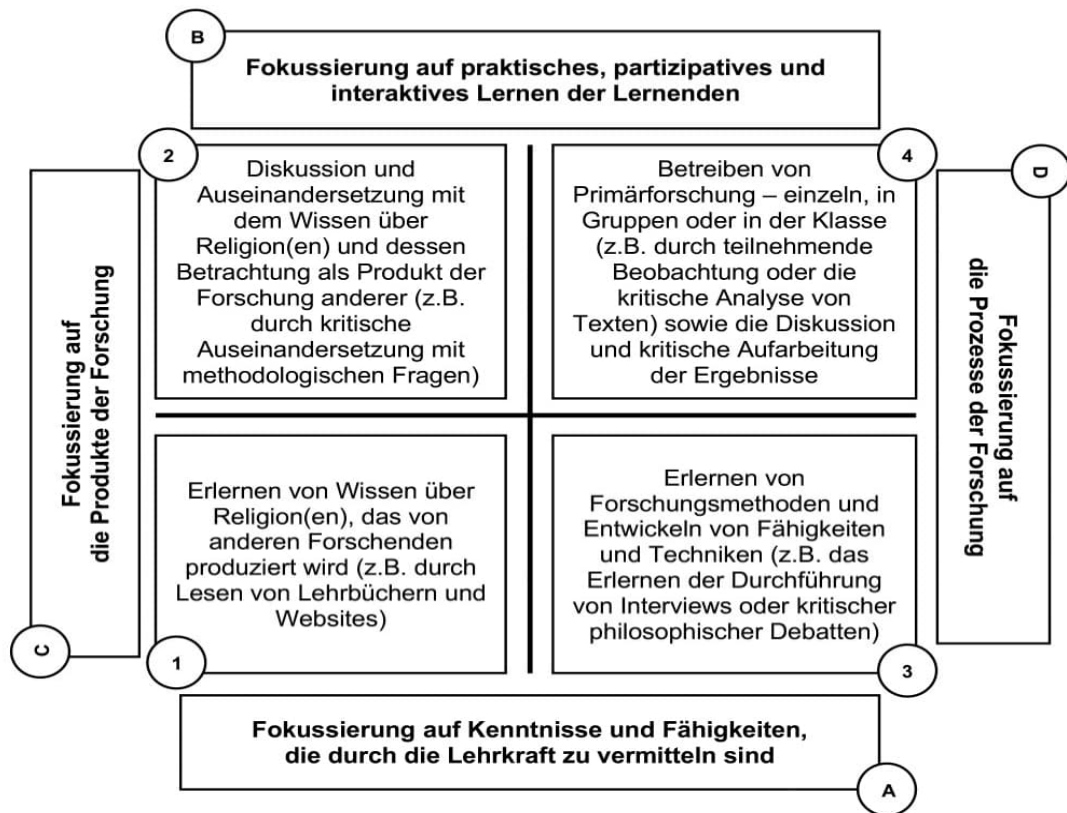 B
Fokussierung auf praktisches, partizipatives und
interaktives Lernen der Lernenden
2
Diskussion und
Auseinandersetzung mit
dem Wissen über
Religion(en) und dessen
Betrachtung als Produkt der
Forschung anderer (z.B.
durch kritische
Auseinandersetzung mit
methodologischen Fragen)
4
Betreiben von
Primärforschung – einzeln, in
Gruppen oder in der Klasse
(z.B. durch teilnehmende
Beobachtung oder die
kritische Analyse von
Texten) sowie die Diskussion
und kritische Aufarbeitung
der Ergebnisse
C
Fokussierung auf
die Produkte der Forschung
D
Fokussierung auf
die Prozesse der Forschung
1
Erlernen von Wissen über
Religion(en), das von
anderen Forschenden
produziert wird (z.B. durch
Lesen von Lehrbüchern und
Websites)
3
Erlernen von
Forschungsmethoden und
Entwickeln von Fähigkeiten
und Techniken (z.B. das
Erlernen der Durchführung
von Interviews oder kritischer
philosophischer Debatten)
Fokussierung auf Kenntnisse und Fähigkeiten,
die durch die Lehrkraft zu vermitteln sind
A